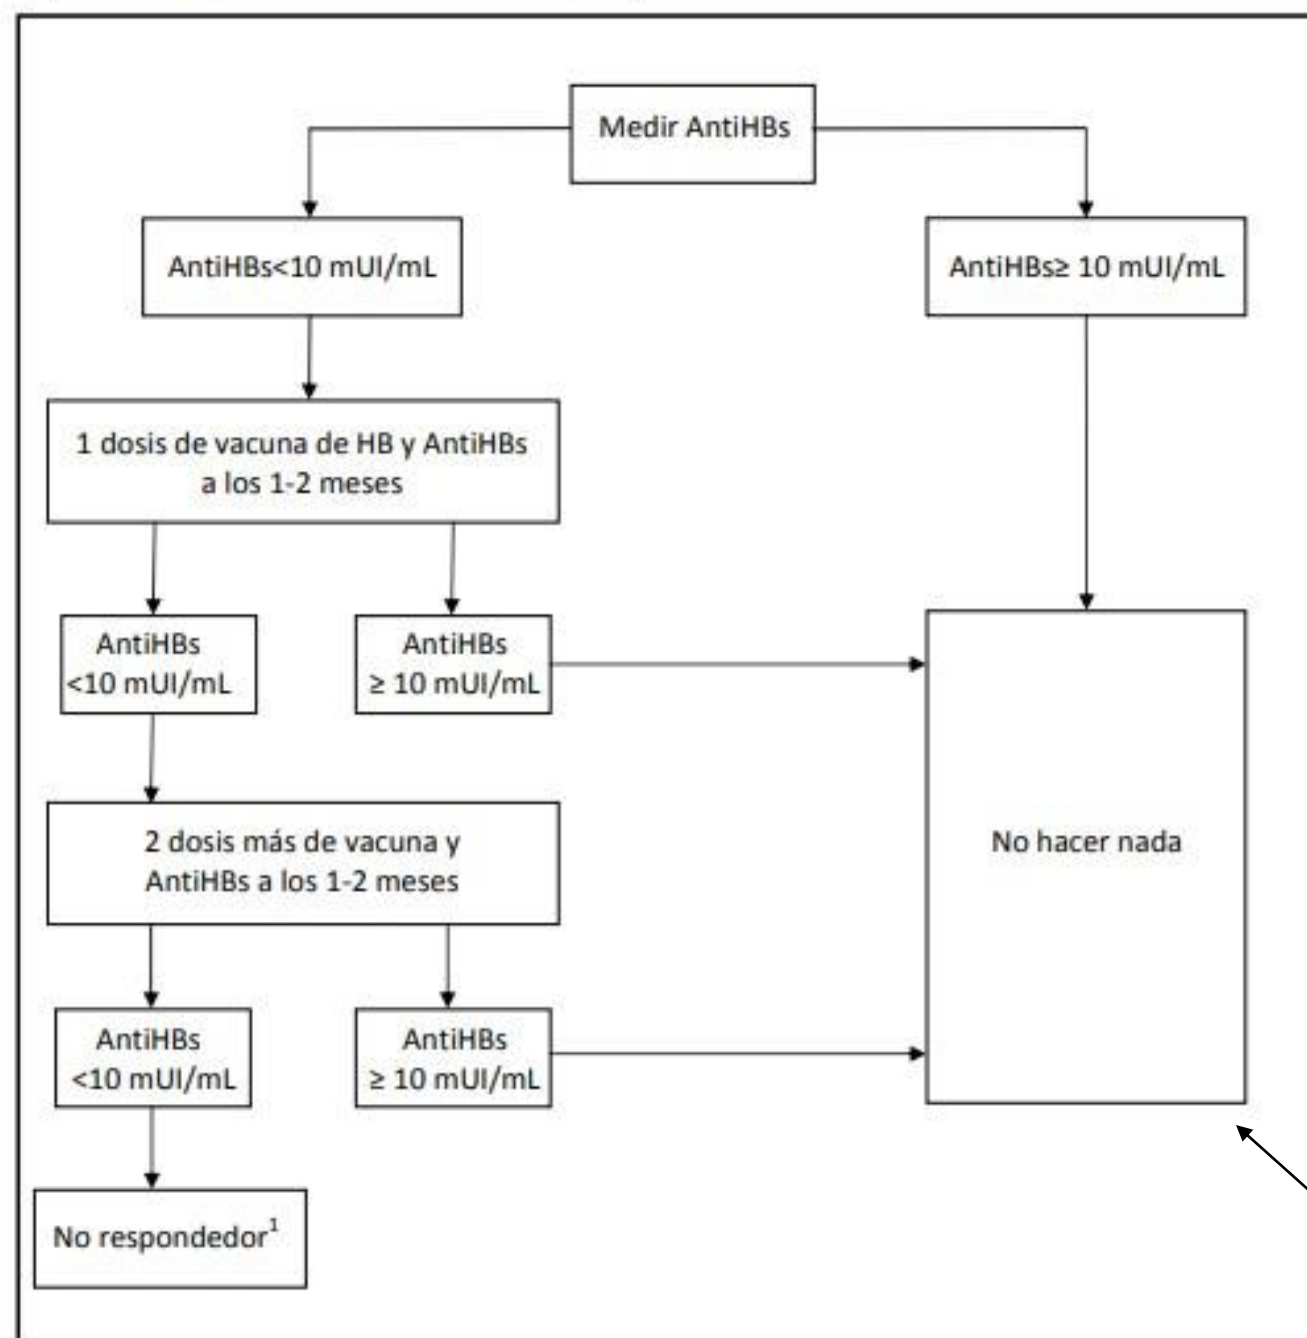 Medir AntiHBs
AntiHBs<10 mUI/mL
AntiHBs≥ 10 mUI/mL
1 dosis de vacuna de HB y AntiHBs
a los 1-2 meses
AntiHBs
<10 mUI/mL
AntiHBs
≥ 10 mUI/mL
2 dosis más de vacuna y
AntiHBs a los 1-2 meses
No hacer nada
AntiHBs
<10 mUI/mL
AntiHBs
≥ 10 mUI/mL
No respondedor¹